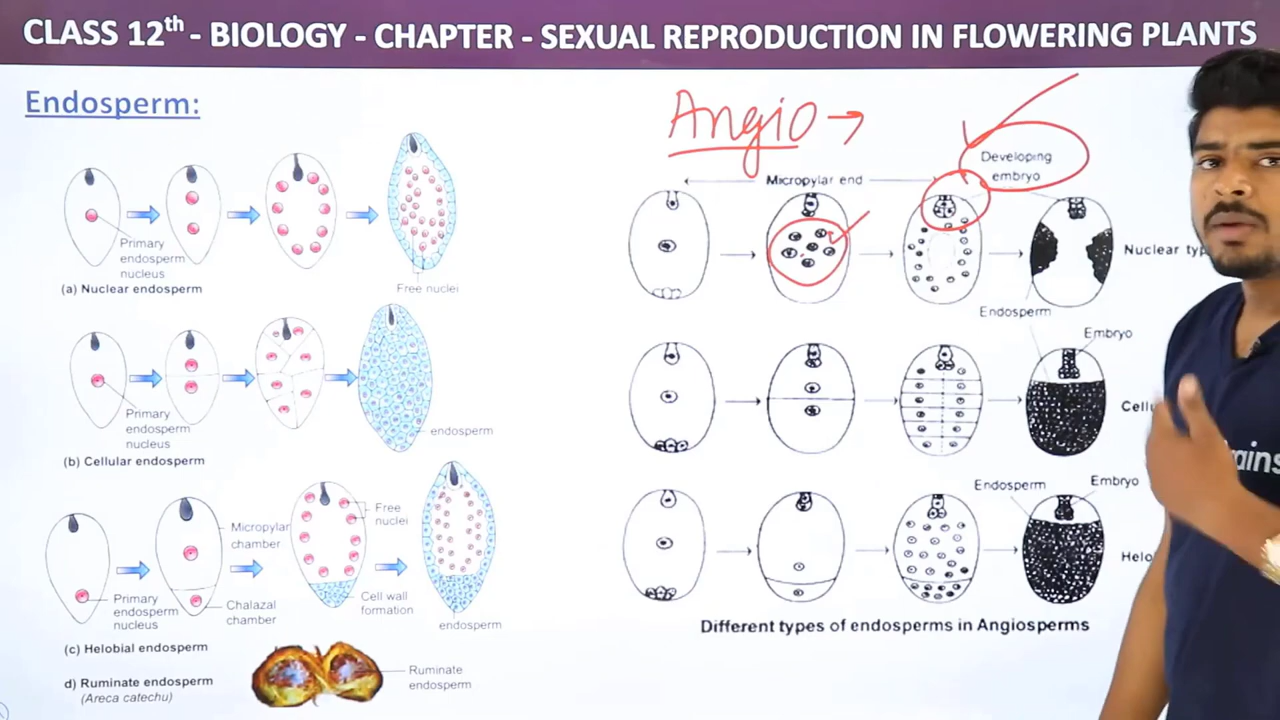 CLASS 12th - BIOLOGY - CHAPTER - SEXUAL REPRODUCTION IN FLOWERING PLANTS
Endosperm:
Primary
endosperm
nucleus
Free nuclei
(a) Nuclear endosperm
Primary
endosperm
nucleus
endosperm
(b) Cellular endosperm
Micropylar
chamber
Free
nuclei
Primary
endosperm
nucleus
Chalazal
chamber
Cell wall
formation
endosperm
(c) Helobial endosperm
d) Ruminate endosperm
(Areca catechu)
Ruminate
endosperm
Angio →
Developing
embryo
Micropylar end
Nuclear typ
Endosperm
Embryo
Cellu
Endosperm
Embryo
Helo
Different types of endosperms in Angiosperms
rains